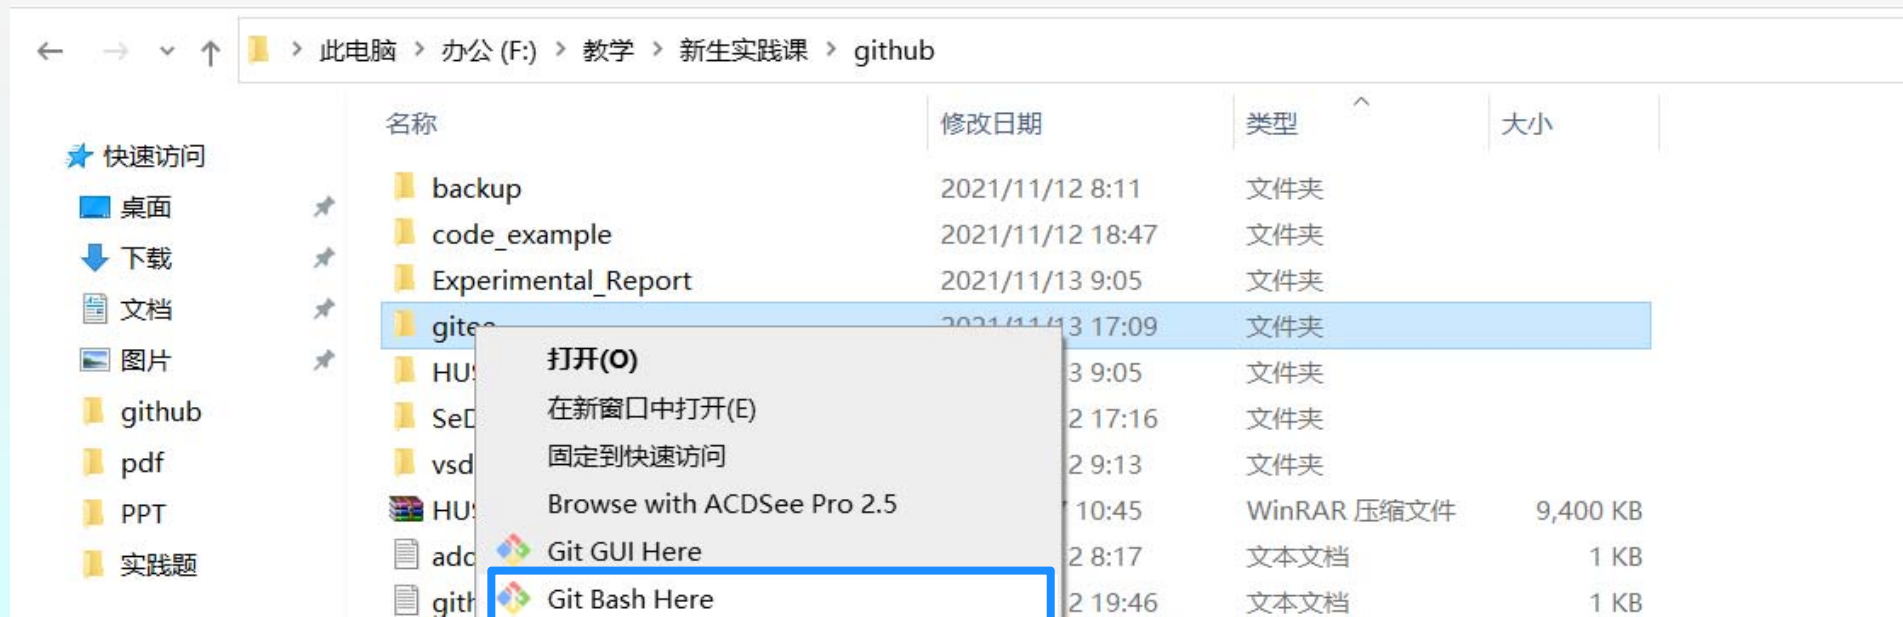 此电脑 办公 (F:) 教学 新生实践课 github
名称 修改日期 类型 大小
快速访问
桌面
下载
文档
图片
github
pdf
PPT
实践题
backup 2021/11/12 8:11 文件夹
code_example 2021/11/12 18:47 文件夹
Experimental_Report 2021/11/13 9:05 文件夹
gitee 2021/11/13 17:09 文件夹
3 9:05 文件夹
2 17:16 文件夹
vsd 2 9:13 文件夹
10:45 WinRAR 压缩文件 9,400 KB
2 8:17 文本文档 1 KB
2 19:46 文本文档 1 KB
打开(O)
在新窗口中打开(E)
固定到快速访问
Browse with ACDSee Pro 2.5
Git GUI Here
Git Bash Here